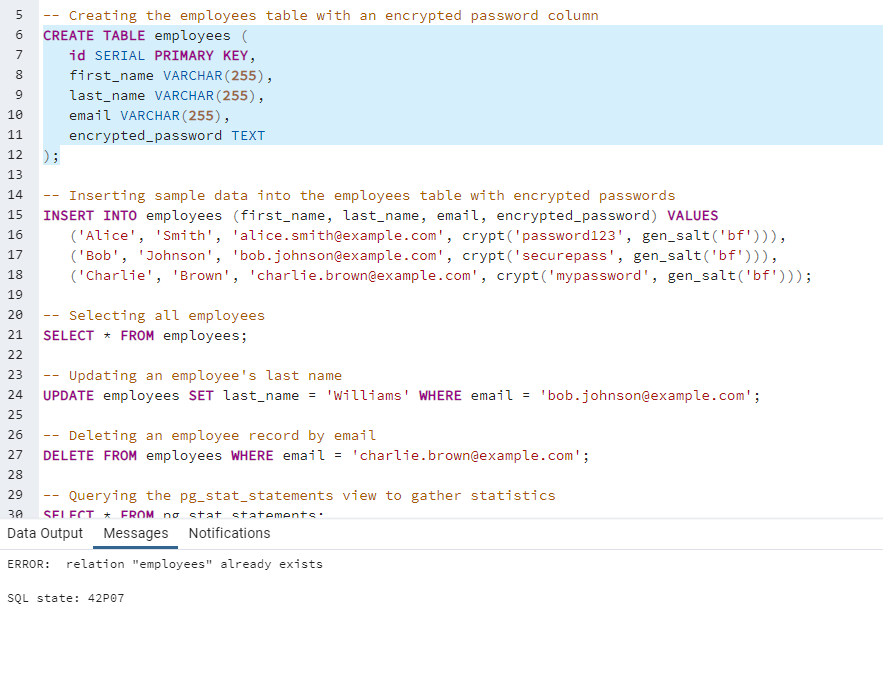 5 -- Creating the employees table with an encrypted password column
6 CREATE TABLE employees (
7 id SERIAL PRIMARY KEY,
8 first_name VARCHAR(255),
9 last_name VARCHAR(255),
10 email VARCHAR(255),
11 encrypted_password TEXT
12 );
13
14 -- Inserting sample data into the employees table with encrypted passwords
15 INSERT INTO employees (first_name, last_name, email, encrypted_password) VALUES
16 ('Alice', 'Smith', 'alice.smith@example.com', crypt('password123', gen_salt('bf'))),
17 ('Bob', 'Johnson', 'bob.johnson@example.com', crypt('securepass', gen_salt('bf'))),
18 ('Charlie', 'Brown', 'charlie.brown@example.com', crypt('mypassword', gen_salt('bf')));
19
20 -- Selecting all employees
21 SELECT * FROM employees;
22
23 -- Updating an employee's last name
24 UPDATE employees SET last_name = 'Williams' WHERE email = 'bob.johnson@example.com';
25
26 -- Deleting an employee record by email
27 DELETE FROM employees WHERE email = 'charlie.brown@example.com';
28
29 -- Querying the pg_stat_statements view to gather statistics
30 SELECT * FROM pg_stat_statements;
Data Output Messages Notifications
ERROR: relation "employees" already exists
SQL state: 42P07